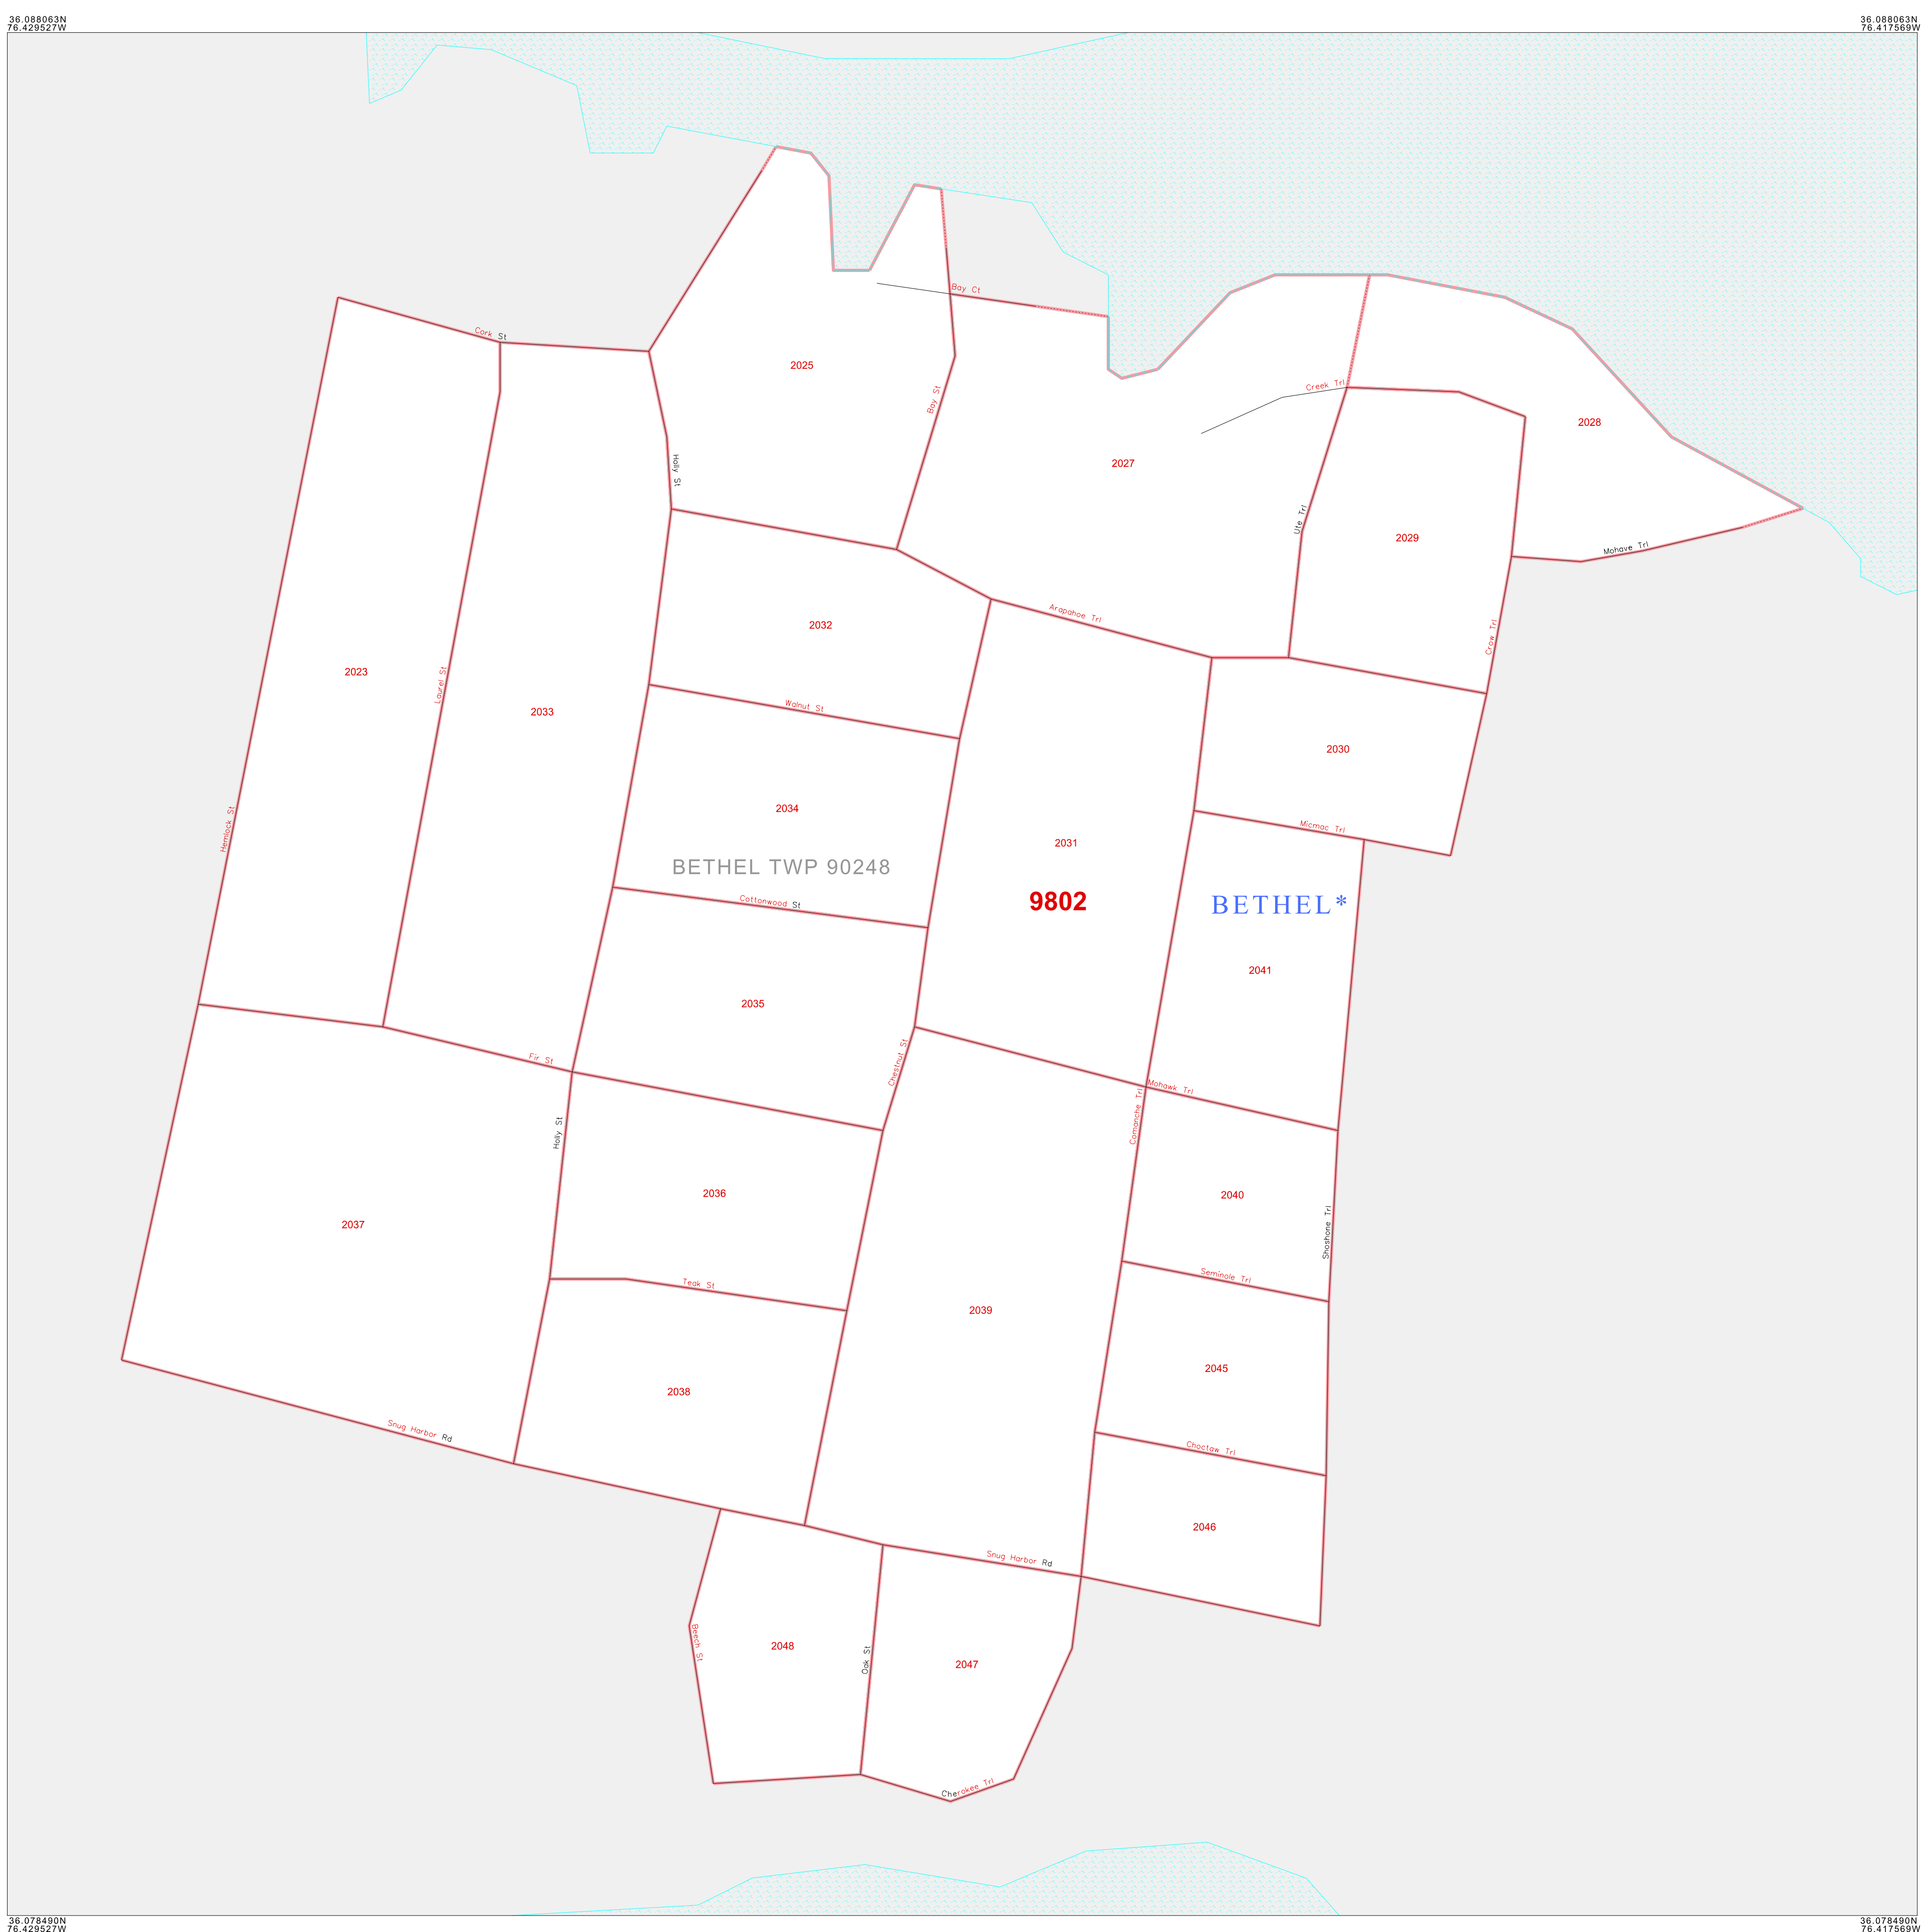 36.088063N
76.429527W
36.088063N
76.417569W
Bay Ct
Cork St
2025
Creek Trl
Bay St
2028
2027
Holly St
Ute Trl
2029
Mohave Trl
Arapahoe Trl
2032
Crow Trl
2023
Laurel St
2033
Walnut St
2030
Hemlock St
2034
Micmac Trl
2031
BETHEL TWP 90248
Cottonwood St
9802
BETHEL*
2041
2035
Fir St
Chestnut St
Mohawk Trl
Comanche Trl
Holly St
2036
2040
2037
Shoshone Trl
Seminole Trl
Teak St
2039
2045
2038
Snug Harbor Rd
Choctaw Trl
2046
Snug Harbor Rd
Beech St
2048
Oak St
2047
Cherokee Trl
36.078490N
76.429527W
36.078490N
76.417569W